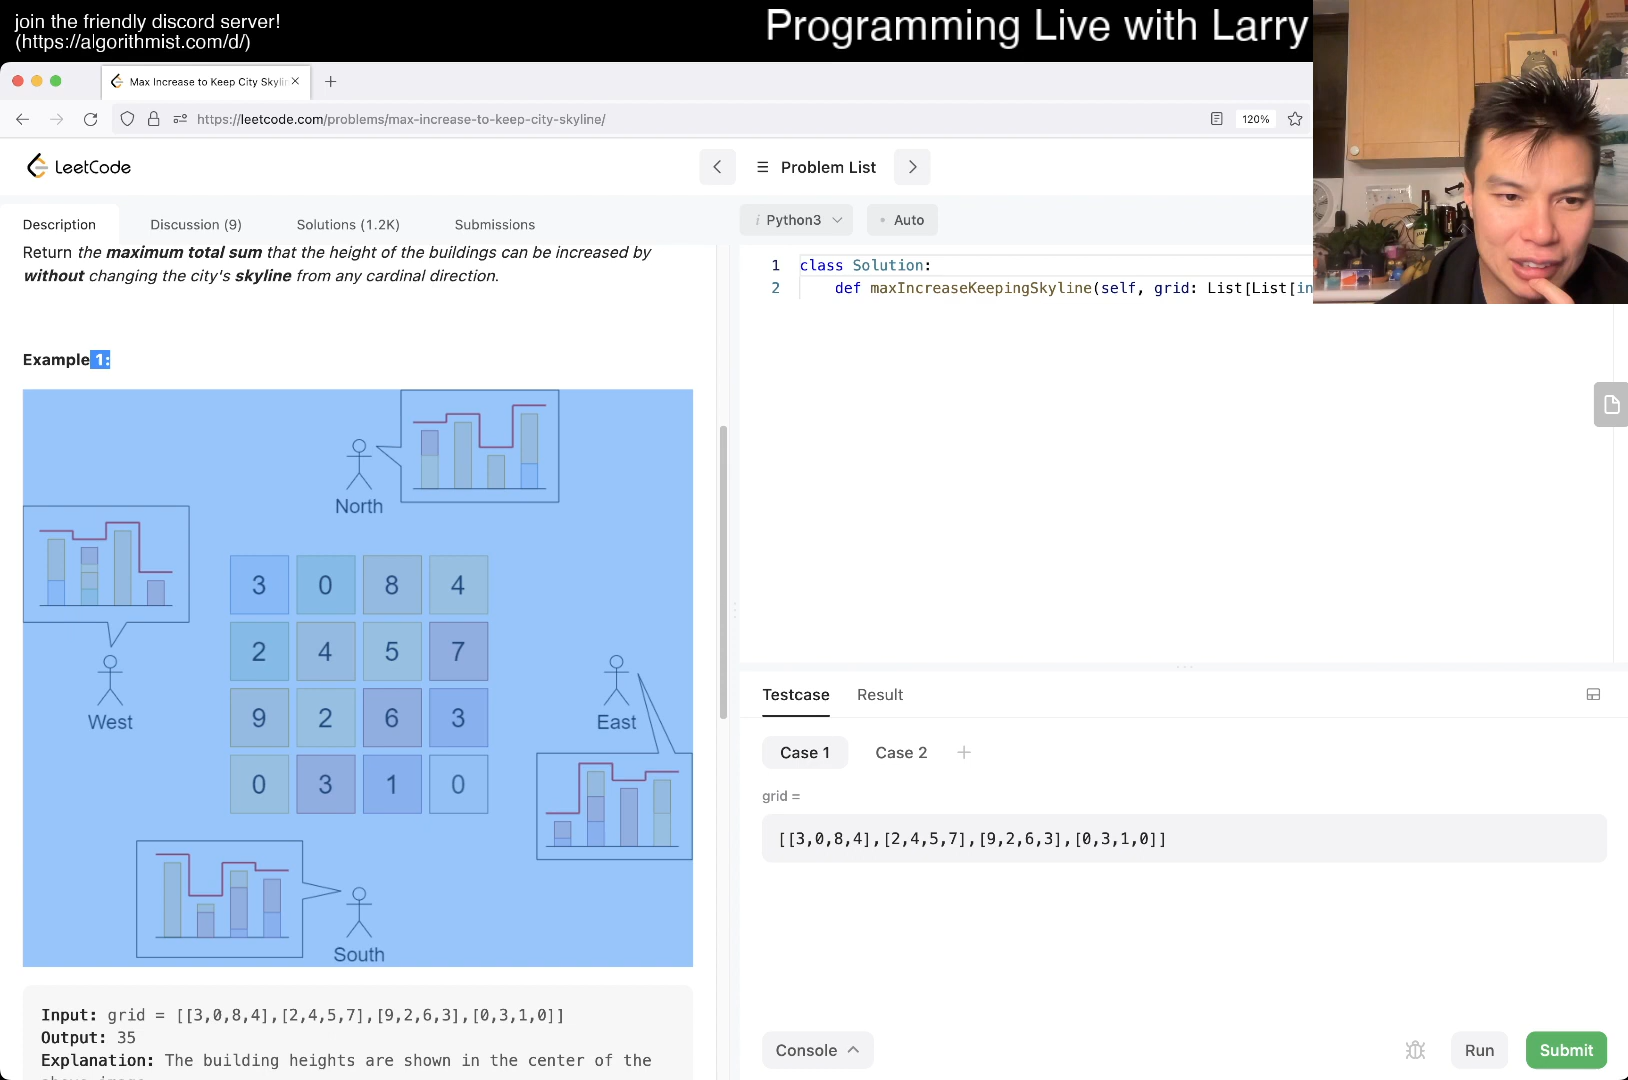 join the friendly discord server!
(https://algorithmist.com/d/)
Programming Live with Larry
Max Increase to Keep City Skyli
https://leetcode.com/problems/max-increase-to-keep-city-skyline/
120%
LeetCode
Problem List
Description
Discussion (9)
Solutions (1.2K)
Submissions
i Python3
Auto
Return the maximum total sum that the height of the buildings can be increased by
without changing the city's skyline from any cardinal direction.
1 class Solution:
2 def maxIncreaseKeepingSkyline(self, grid: List[List[in
Example 1:
North
West
East
South
3 0 8 4
2 4 5 7
9 2 6 3
0 3 1 0
Input: grid = [[3,0,8,4],[2,4,5,7],[9,2,6,3],[0,3,1,0]]
Output: 35
Explanation: The building heights are shown in the center of the
Testcase
Result
Case 1
Case 2
grid =
[[3,0,8,4],[2,4,5,7],[9,2,6,3],[0,3,1,0]]
Console
Run
Submit